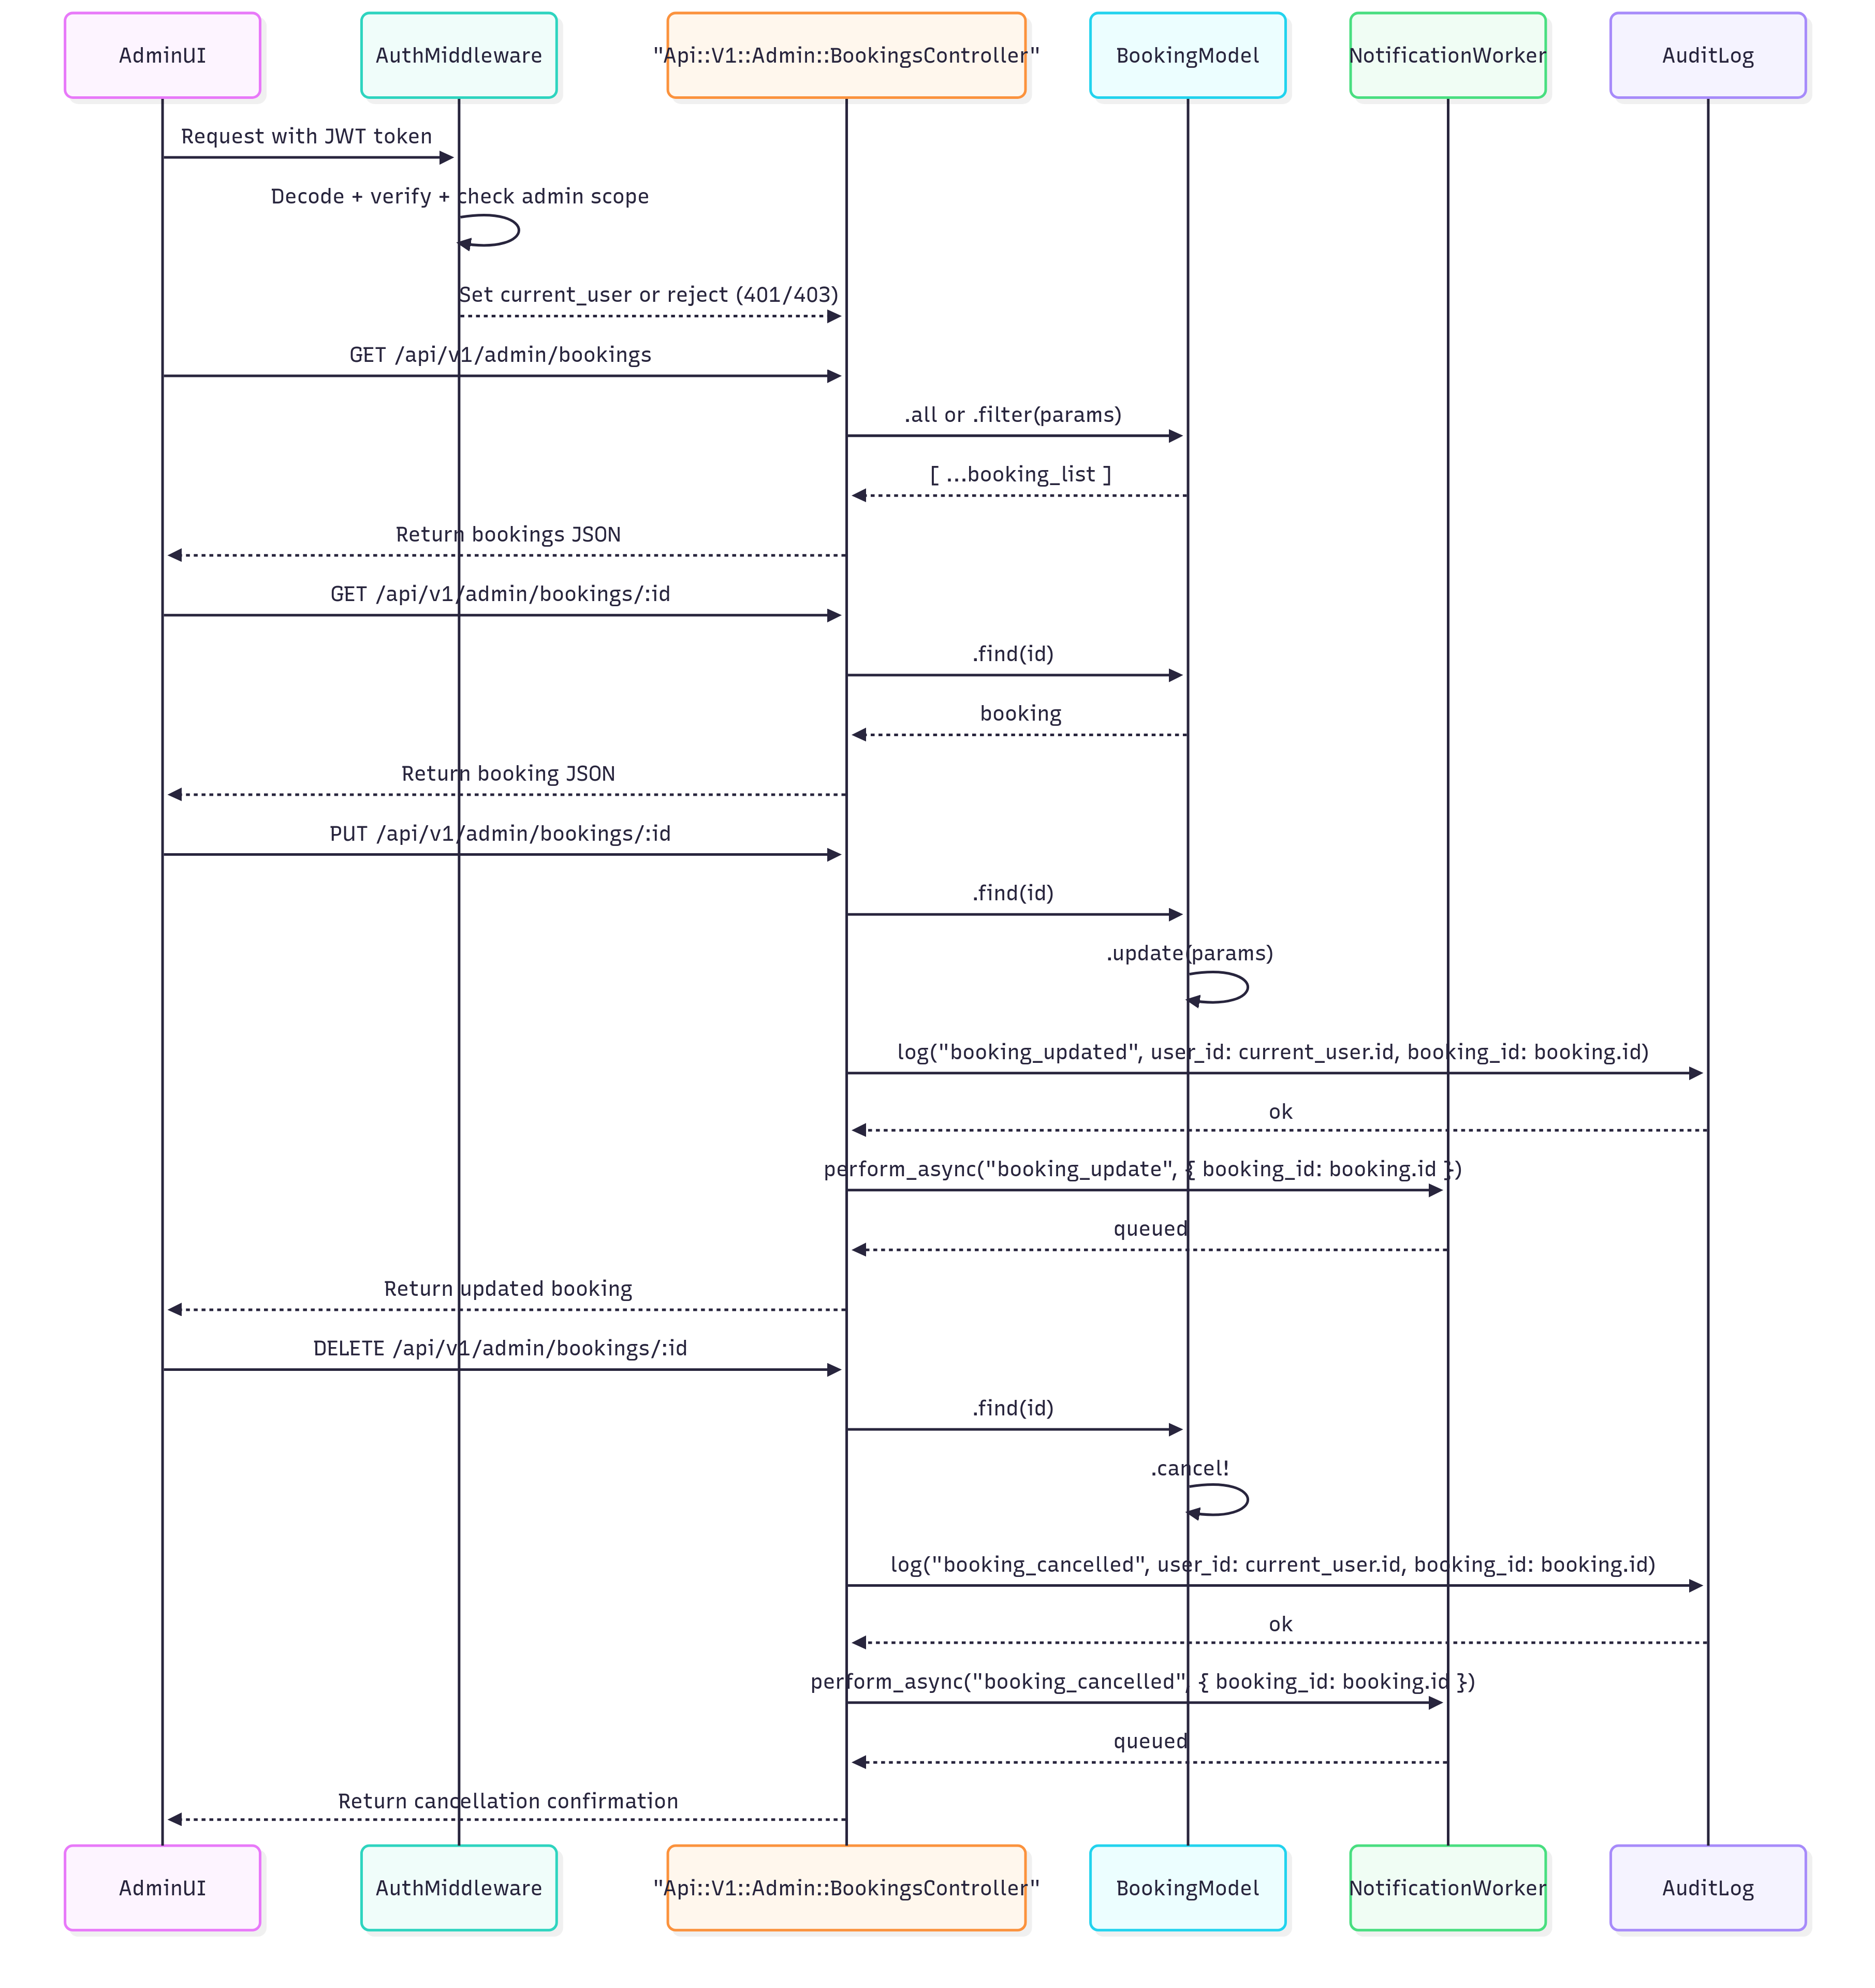 AdminUI
AuthMiddleware
"Api::V1::Admin::BookingsController"
BookingModel
NotificationWorker
AuditLog
Request with JWT token
Decode + verify + check admin scope
Set current_user or reject (401/403)
GET /api/v1/admin/bookings
.all or .filter(params)
[ ...booking_list ]
Return bookings JSON
GET /api/v1/admin/bookings/:id
.find(id)
booking
Return booking JSON
PUT /api/v1/admin/bookings/:id
.find(id)
.update(params)
log("booking_updated", user_id: current_user.id, booking_id: booking.id)
ok
perform_async("booking_update", { booking_id: booking.id })
queued
Return updated booking
DELETE /api/v1/admin/bookings/:id
.find(id)
.cancel!
log("booking_cancelled", user_id: current_user.id, booking_id: booking.id)
ok
perform_async("booking_cancelled", { booking_id: booking.id })
queued
Return cancellation confirmation
AdminUI
AuthMiddleware
"Api::V1::Admin::BookingsController"
BookingModel
NotificationWorker
AuditLog